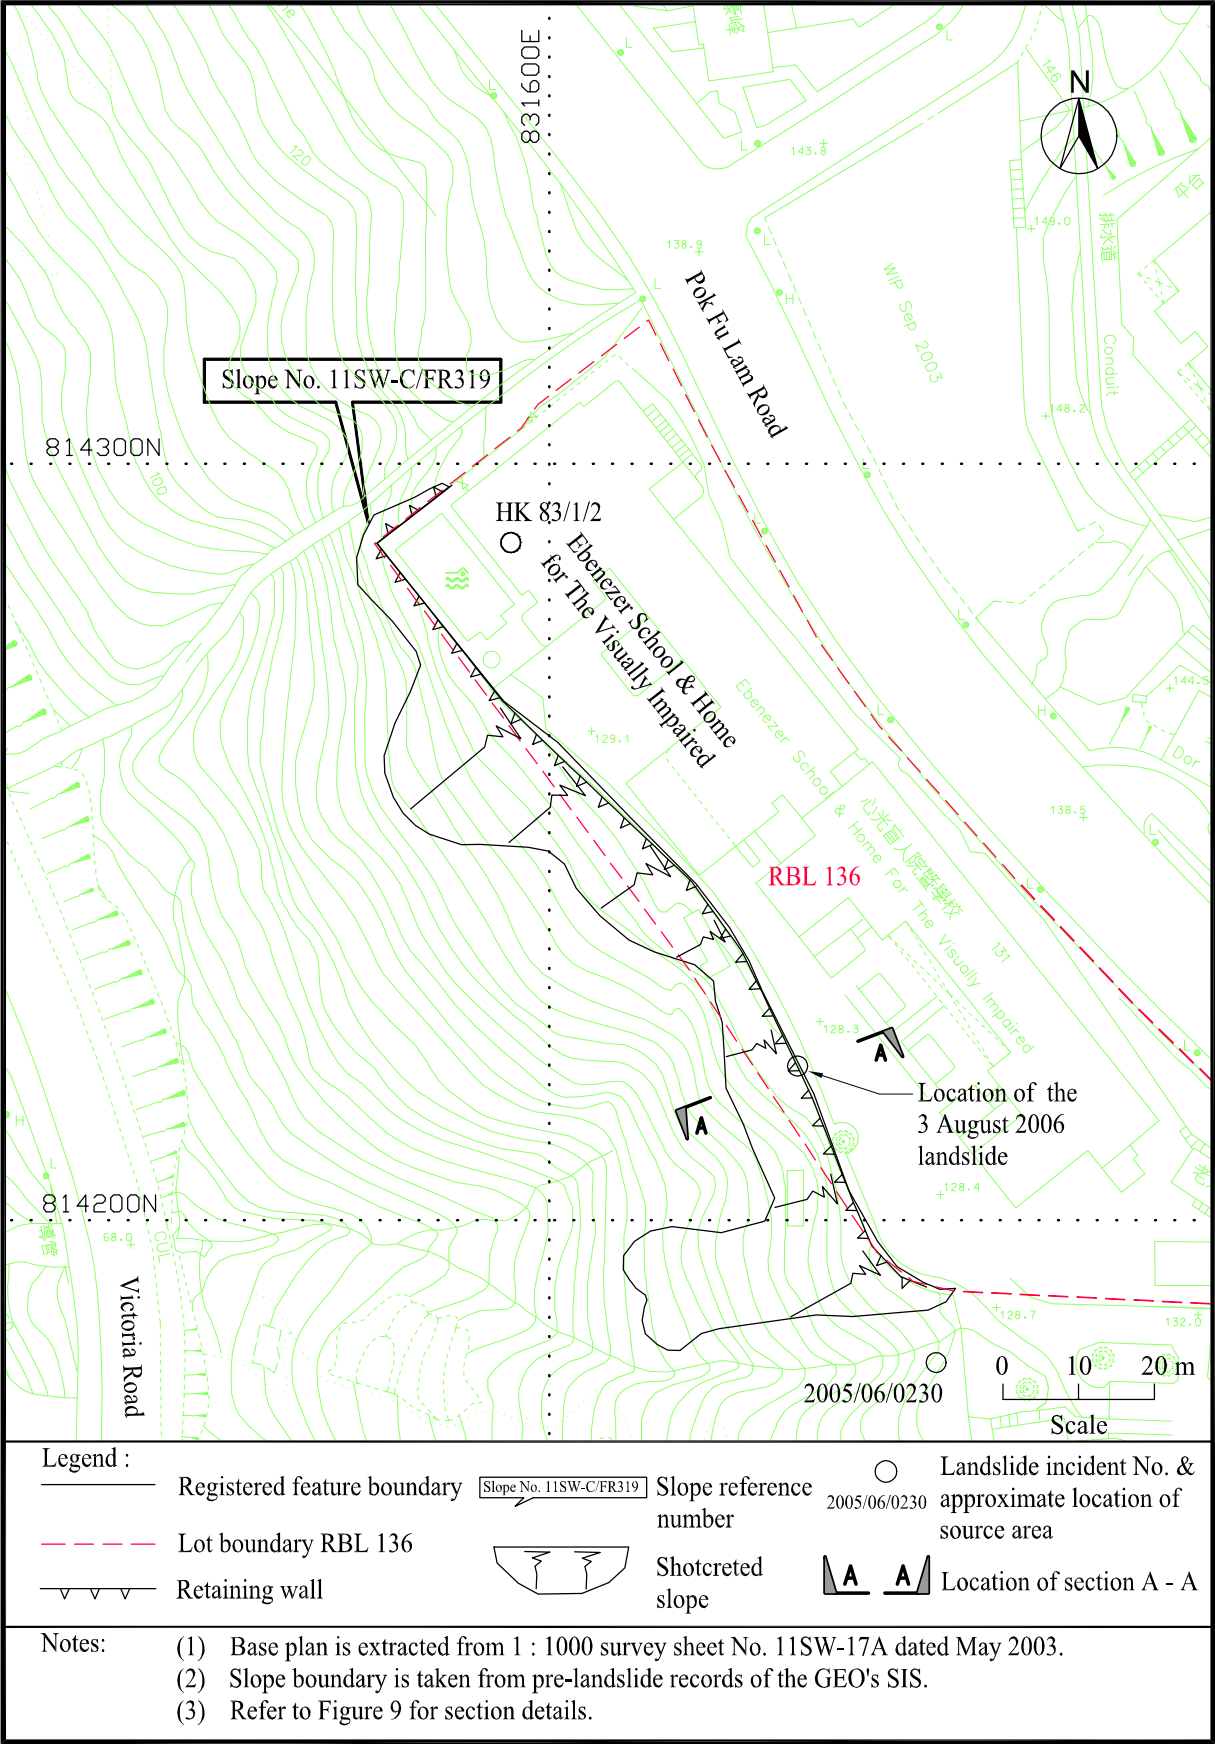 831600E
N
120
146
143.8
平台
149.0
排水道
138.9
L
L
L
L
L
L
H
WIP Sep 2003
Conduit
148.2
Pok Fu Lam Road
Slope No. 11SW-C/FR319
814300N
100
HK 83/1/2
Ebenezer School & Home
for The Visually Impaired
144.5
H
Dor
129.1
138.5
Ebenezer School & Home For The Visually Impaired
心光盲人院暨學校
RBL 136
131
128.3
A
A
Location of the
3 August 2006
landslide
H
L
128.4
814200N
68.0
CUL
Victoria Road
128.7
132.0
2005/06/0230
0 10 20 m
Scale
Legend :
Registered feature boundary
Lot boundary RBL 136
Retaining wall
Slope No. 11SW-C/FR319
Slope reference
number
Shotcreted
slope
2005/06/0230
Landslide incident No. &
approximate location of
source area
A A
Location of section A - A
Notes:
(1) Base plan is extracted from 1 : 1000 survey sheet No. 11SW-17A dated May 2003.
(2) Slope boundary is taken from pre-landslide records of the GEO's SIS.
(3) Refer to Figure 9 for section details.